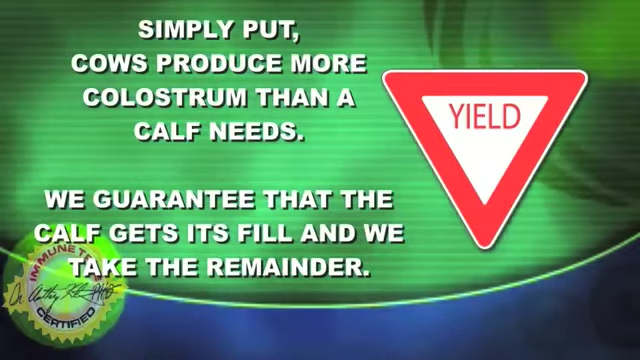 SIMPLY PUT,
COWS PRODUCE MORE
COLOSTRUM THAN A
CALF NEEDS.
WE GUARANTEE THAT THE
CALF GETS ITS FILL AND WE
TAKE THE REMAINDER.
YIELD
CERTIFIED